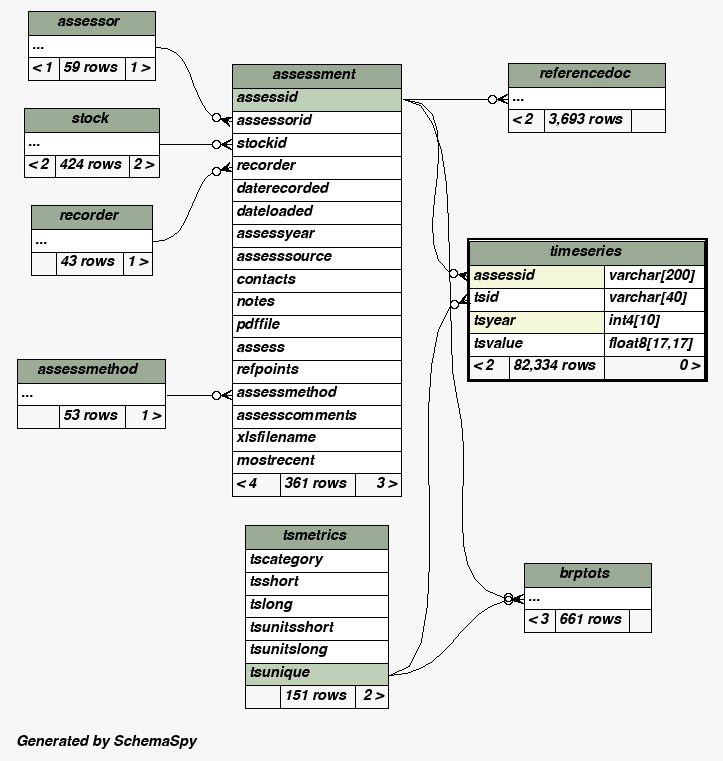 assessor
...
< 1 59 rows 1 >
stock
...
< 2 424 rows 2 >
recorder
...
43 rows 1 >
assessmethod
...
53 rows 1 >
assessment
assessid
assessorid
stockid
recorder
daterecorded
dateloaded
assessyear
assesssource
contacts
notes
pdffile
assess
refpoints
assessmethod
assesscomments
xlsfilename
mostrecent
< 4 361 rows 3 >
tsmetrics
tscategory
tsshort
tslong
tsunitsshort
tsunitslong
tsunique
151 rows 2 >
referencedoc
...
< 2 3,693 rows
timeseries
assessid varchar[200]
tsid varchar[40]
tsyear int4[10]
tsvalue float8[17,17]
< 2 82,334 rows 0 >
brptots
...
< 3 661 rows
Generated by SchemaSpy